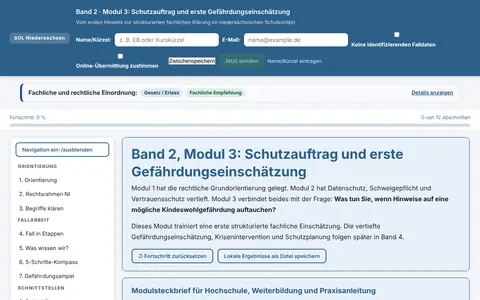 Band 2 · Modul 3: Schutzauftrag und erste Gefährdungseinschätzung
Vom ersten Hinweis zur strukturierten fachlichen Klärung im niedersächsischen Schulkontext
SOL Niedersachsen
Name/Kürzel: z. B. EB oder Kurskürzel E-Mail: name@example.de
Keine identifizierenden Falldaten
Online-Übermittlung zustimmen
Zwischenspeichern Jetzt senden Name/Kürzel eintragen
Fachliche und rechtliche Einordnung: Gesetz / Erlass Fachliche Empfehlung Details anzeigen
Fortschritt: 0 % 0 von 12 Abschnitten
Navigation ein-/ausblenden
ORIENTIERUNG
1. Orientierung
2. Rechtsrahmen NI
3. Begriffe klären
FALLARBEIT
4. Fall in Etappen
5. Was wissen wir?
6. 5-Schritte-Kompass
7. Gefährdungsampel
SCHNITTSTELLEN
Band 2, Modul 3: Schutzauftrag und erste
Gefährdungseinschätzung
Modul 1 hat die rechtliche Grundorientierung gelegt. Modul 2 hat Datenschutz, Schweigepflicht und
Vertrauensschutz vertieft. Modul 3 verbindet beides mit der Frage: Was tun Sie, wenn Hinweise auf eine
mögliche Kindeswohlgefährdung auftauchen?
Dieses Modul trainiert eine erste strukturierte fachliche Einschätzung. Die vertiefte
Gefährdungseinschätzung, Krisenintervention und Schutzplanung folgen später in Band 4.
↺ Fortschritt zurücksetzen Lokale Ergebnisse als Datei speichern
Modulsteckbrief für Hochschule, Weiterbildung und Praxisanleitung